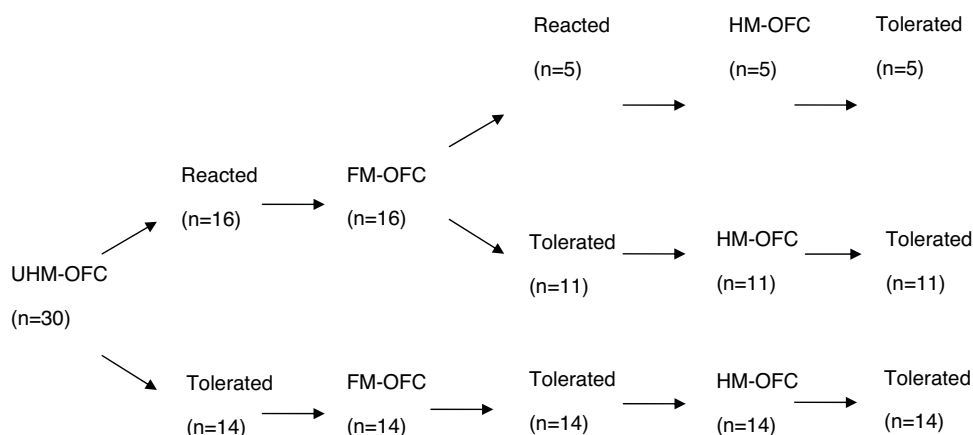 Reacted
(n=5)
HM-OFC
(n=5)
Tolerated
(n=5)
Reacted
(n=16)
FM-OFC
(n=16)
UHM-OFC
(n=30)
Tolerated
(n=11)
HM-OFC
(n=11)
Tolerated
(n=11)
Tolerated
(n=14)
FM-OFC
(n=14)
Tolerated
(n=14)
HM-OFC
(n=14)
Tolerated
(n=14)